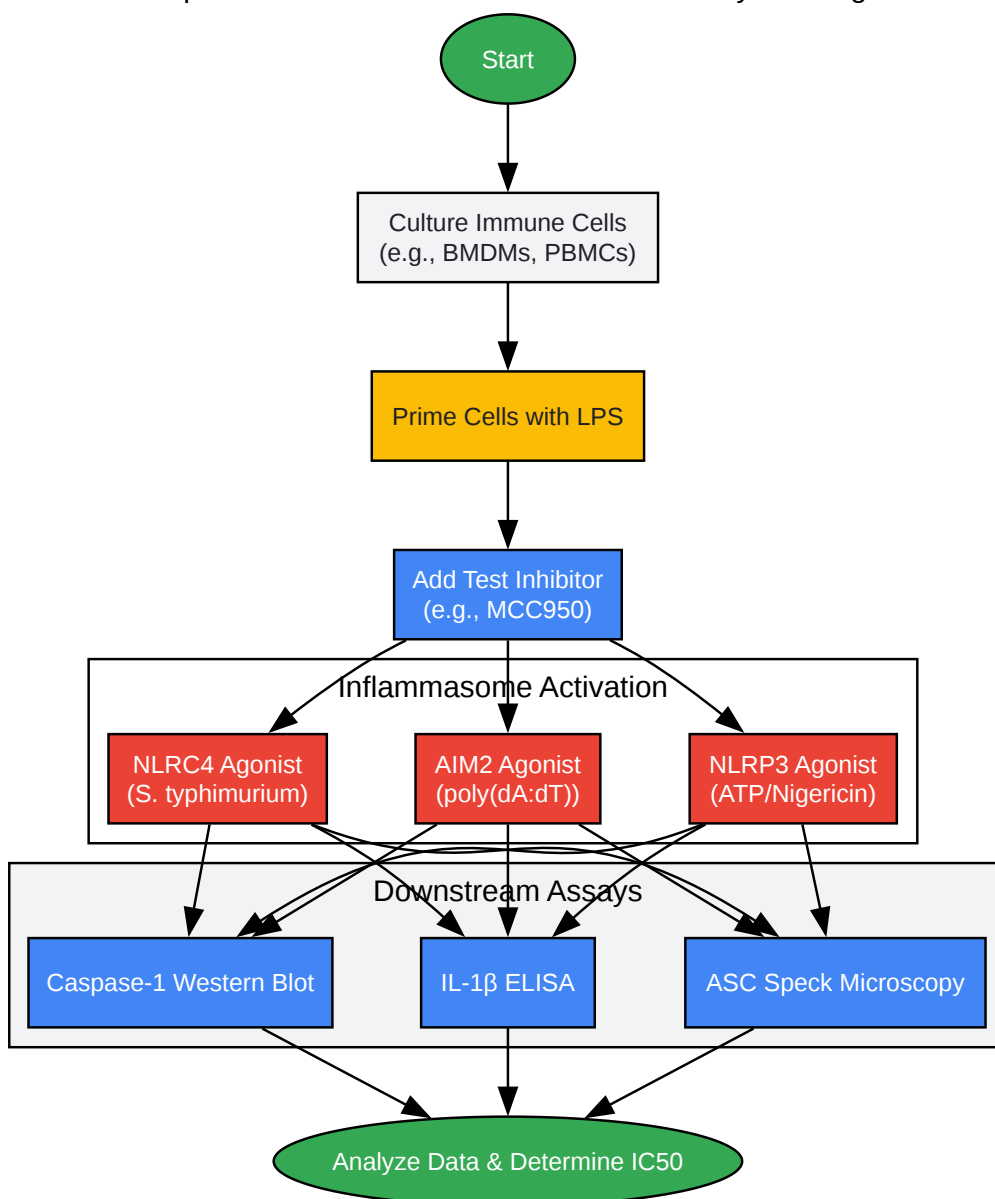 Start
Culture Immune Cells
(e.g., BMDMs, PBMCs)
Prime Cells with LPS
Add Test Inhibitor
(e.g., MCC950)
Inflammasome Activation
NLRC4 Agonist
(S. typhimurium)
AIM2 Agonist
(poly(dA:dT))
NLRP3 Agonist
(ATP/Nigericin)
Downstream Assays
Caspase-1 Western Blot
IL-1β ELISA
ASC Speck Microscopy
Analyze Data & Determine IC50